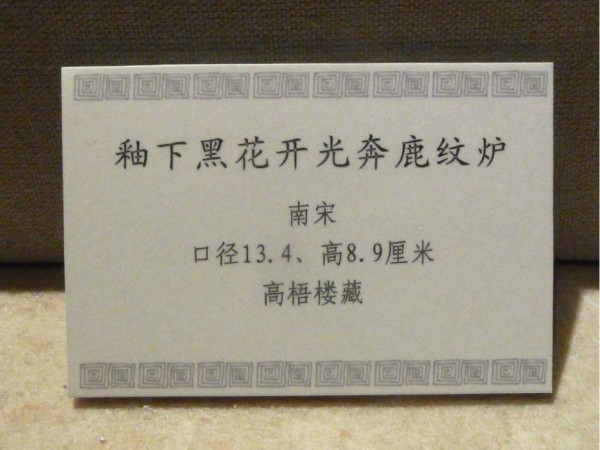 釉下黑花开光奔鹿纹炉
南宋
口径13.4、高8.9厘米
高梧楼藏